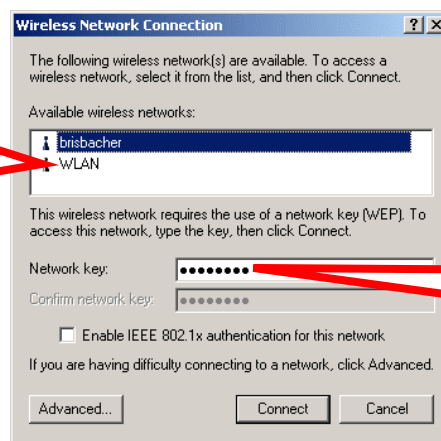 Wireless Network Connection
The following wireless network(s) are available. To access a
wireless network, select it from the list, and then click Connect.
Available wireless networks:
brisbacher
WLAN
This wireless network requires the use of a network key (WEP). To
access this network, type the key, then click Connect.
Network key: ●●●●●●●●
Confirm network key: ●●●●●●●●
Enable IEEE 802.1x authentication for this network
If you are having difficulty connecting to a network, click Advanced.
Advanced... Connect Cancel